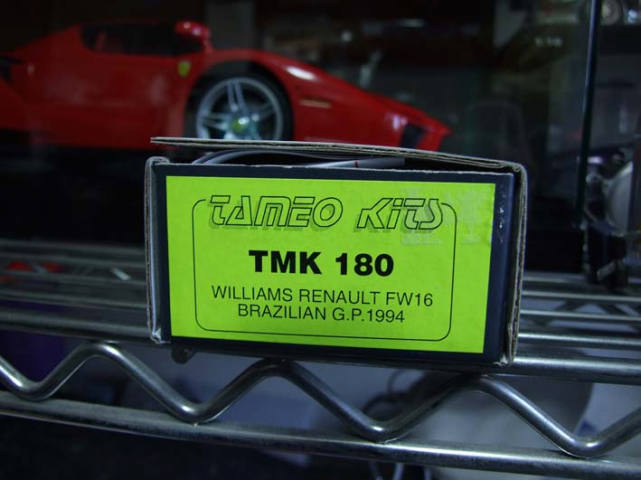 TAMEO KITS
TMK 180
WILLIAMS RENAULT FW16
BRAZILIAN G.P.1994